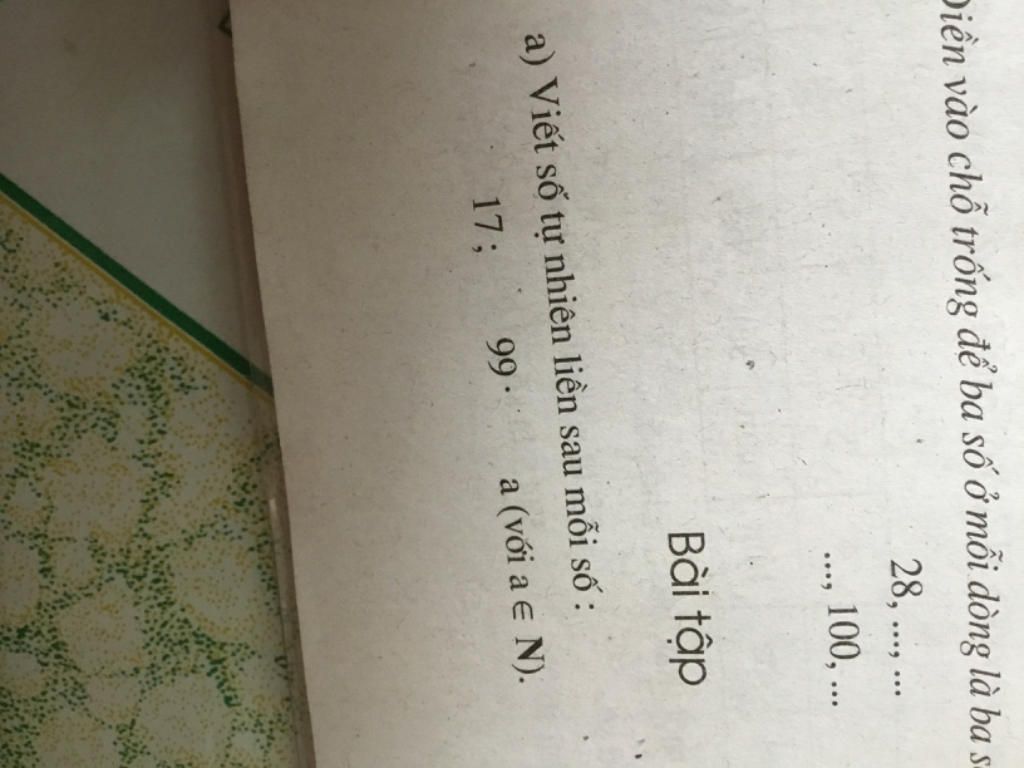 Điền vào chỗ trống để ba số ở mỗi dòng là ba
28, ..., ...
..., 100, ...
Bài tập
a) Viết số tự nhiên liền sau mỗi số :
17 ; 99 ; a (với a ∈ N).